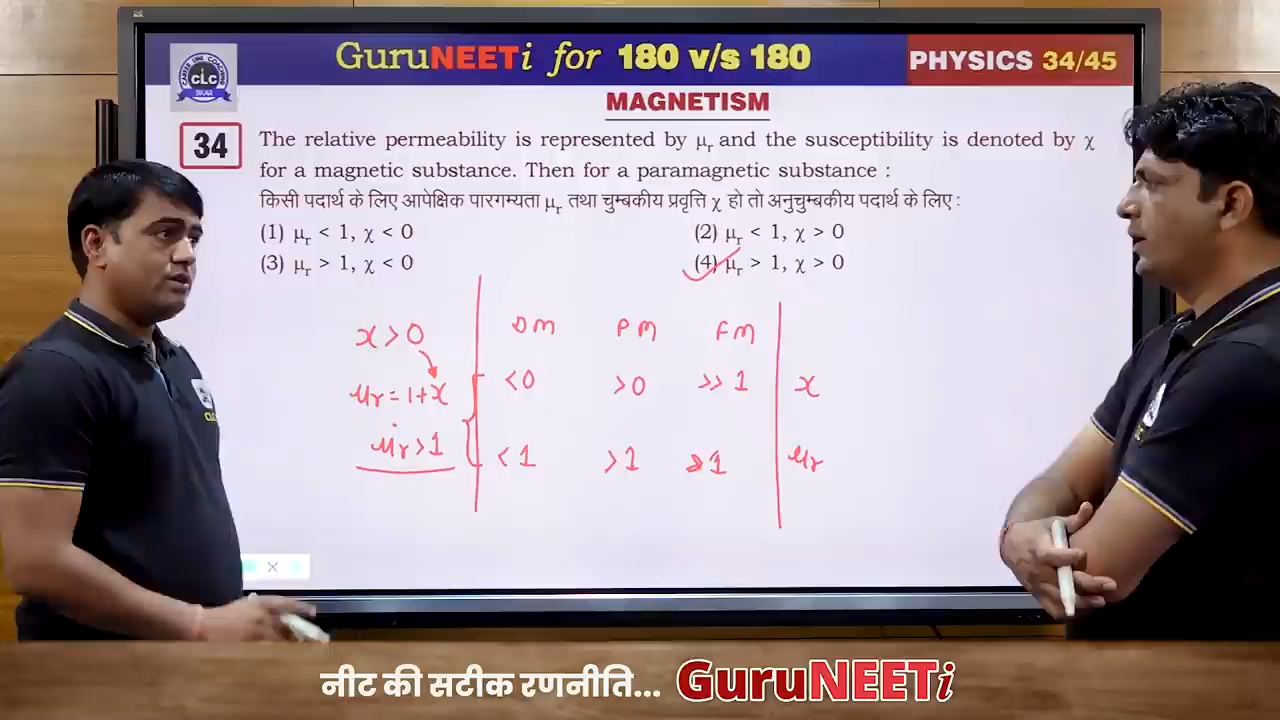 GuruNEETi for 180 v/s 180
PHYSICS 34/45
CLC
MAGNETISM
34
The relative permeability is represented by μr and the susceptibility is denoted by χ
for a magnetic substance. Then for a paramagnetic substance :
किसी पदार्थ के लिए आपेक्षिक पारगम्यता μr तथा चुम्बकीय प्रवृत्ति χ हो तो अनुचुम्बकीय पदार्थ के लिए :
(1) μr < 1, χ < 0
(2) μr < 1, χ > 0
(3) μr > 1, χ < 0
(4) μr > 1, χ > 0
x > 0
DM PM FM
<0 >0 >>1 x
μr = 1+x
μr > 1
<1 >1 >>1 μr
नीट की सटीक रणनीति... GuruNEETi